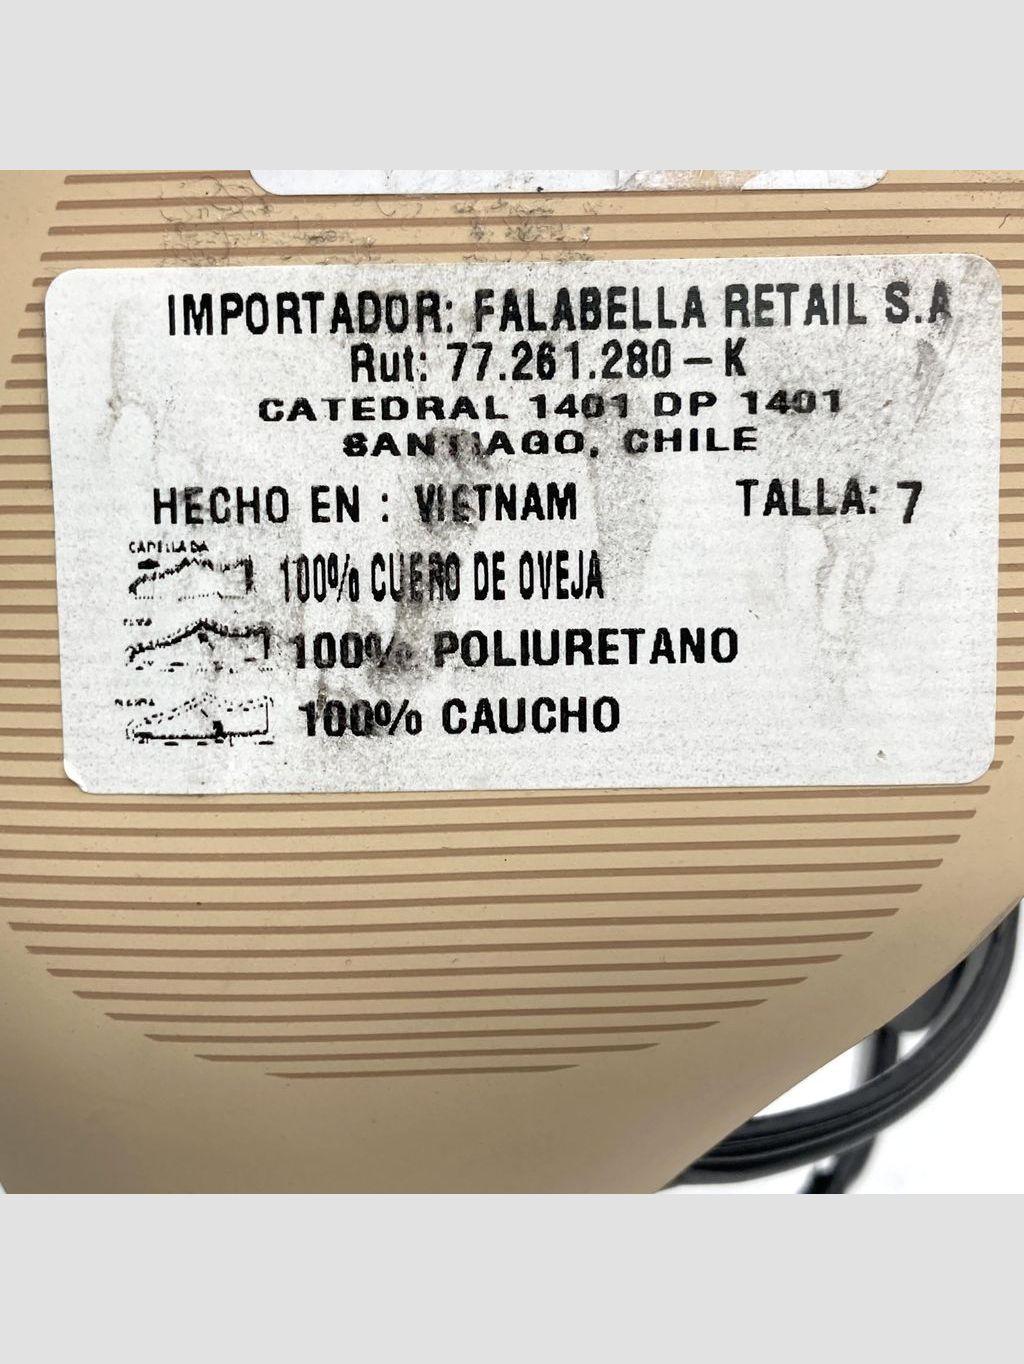 IMPORTADOR: FALABELLA RETAIL S.A
Rut: 77.261.280 – K
CATEDRAL 1401 DP 1401
SANTIAGO, CHILE
HECHO EN : VIETNAM TALLA: 7
CAPELLADA
100% CUERO DE OVEJA
100% POLIURETANO
100% CAUCHO